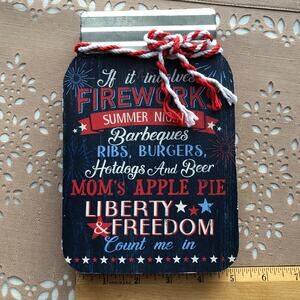 If it involves
FIREWORKS
SUMMER
Barbeques
RIBS, BURGERS,
Hotdogs And Beer
MOM'S APPLE PIE
LIBERTY
& FREEDOM
Count me in